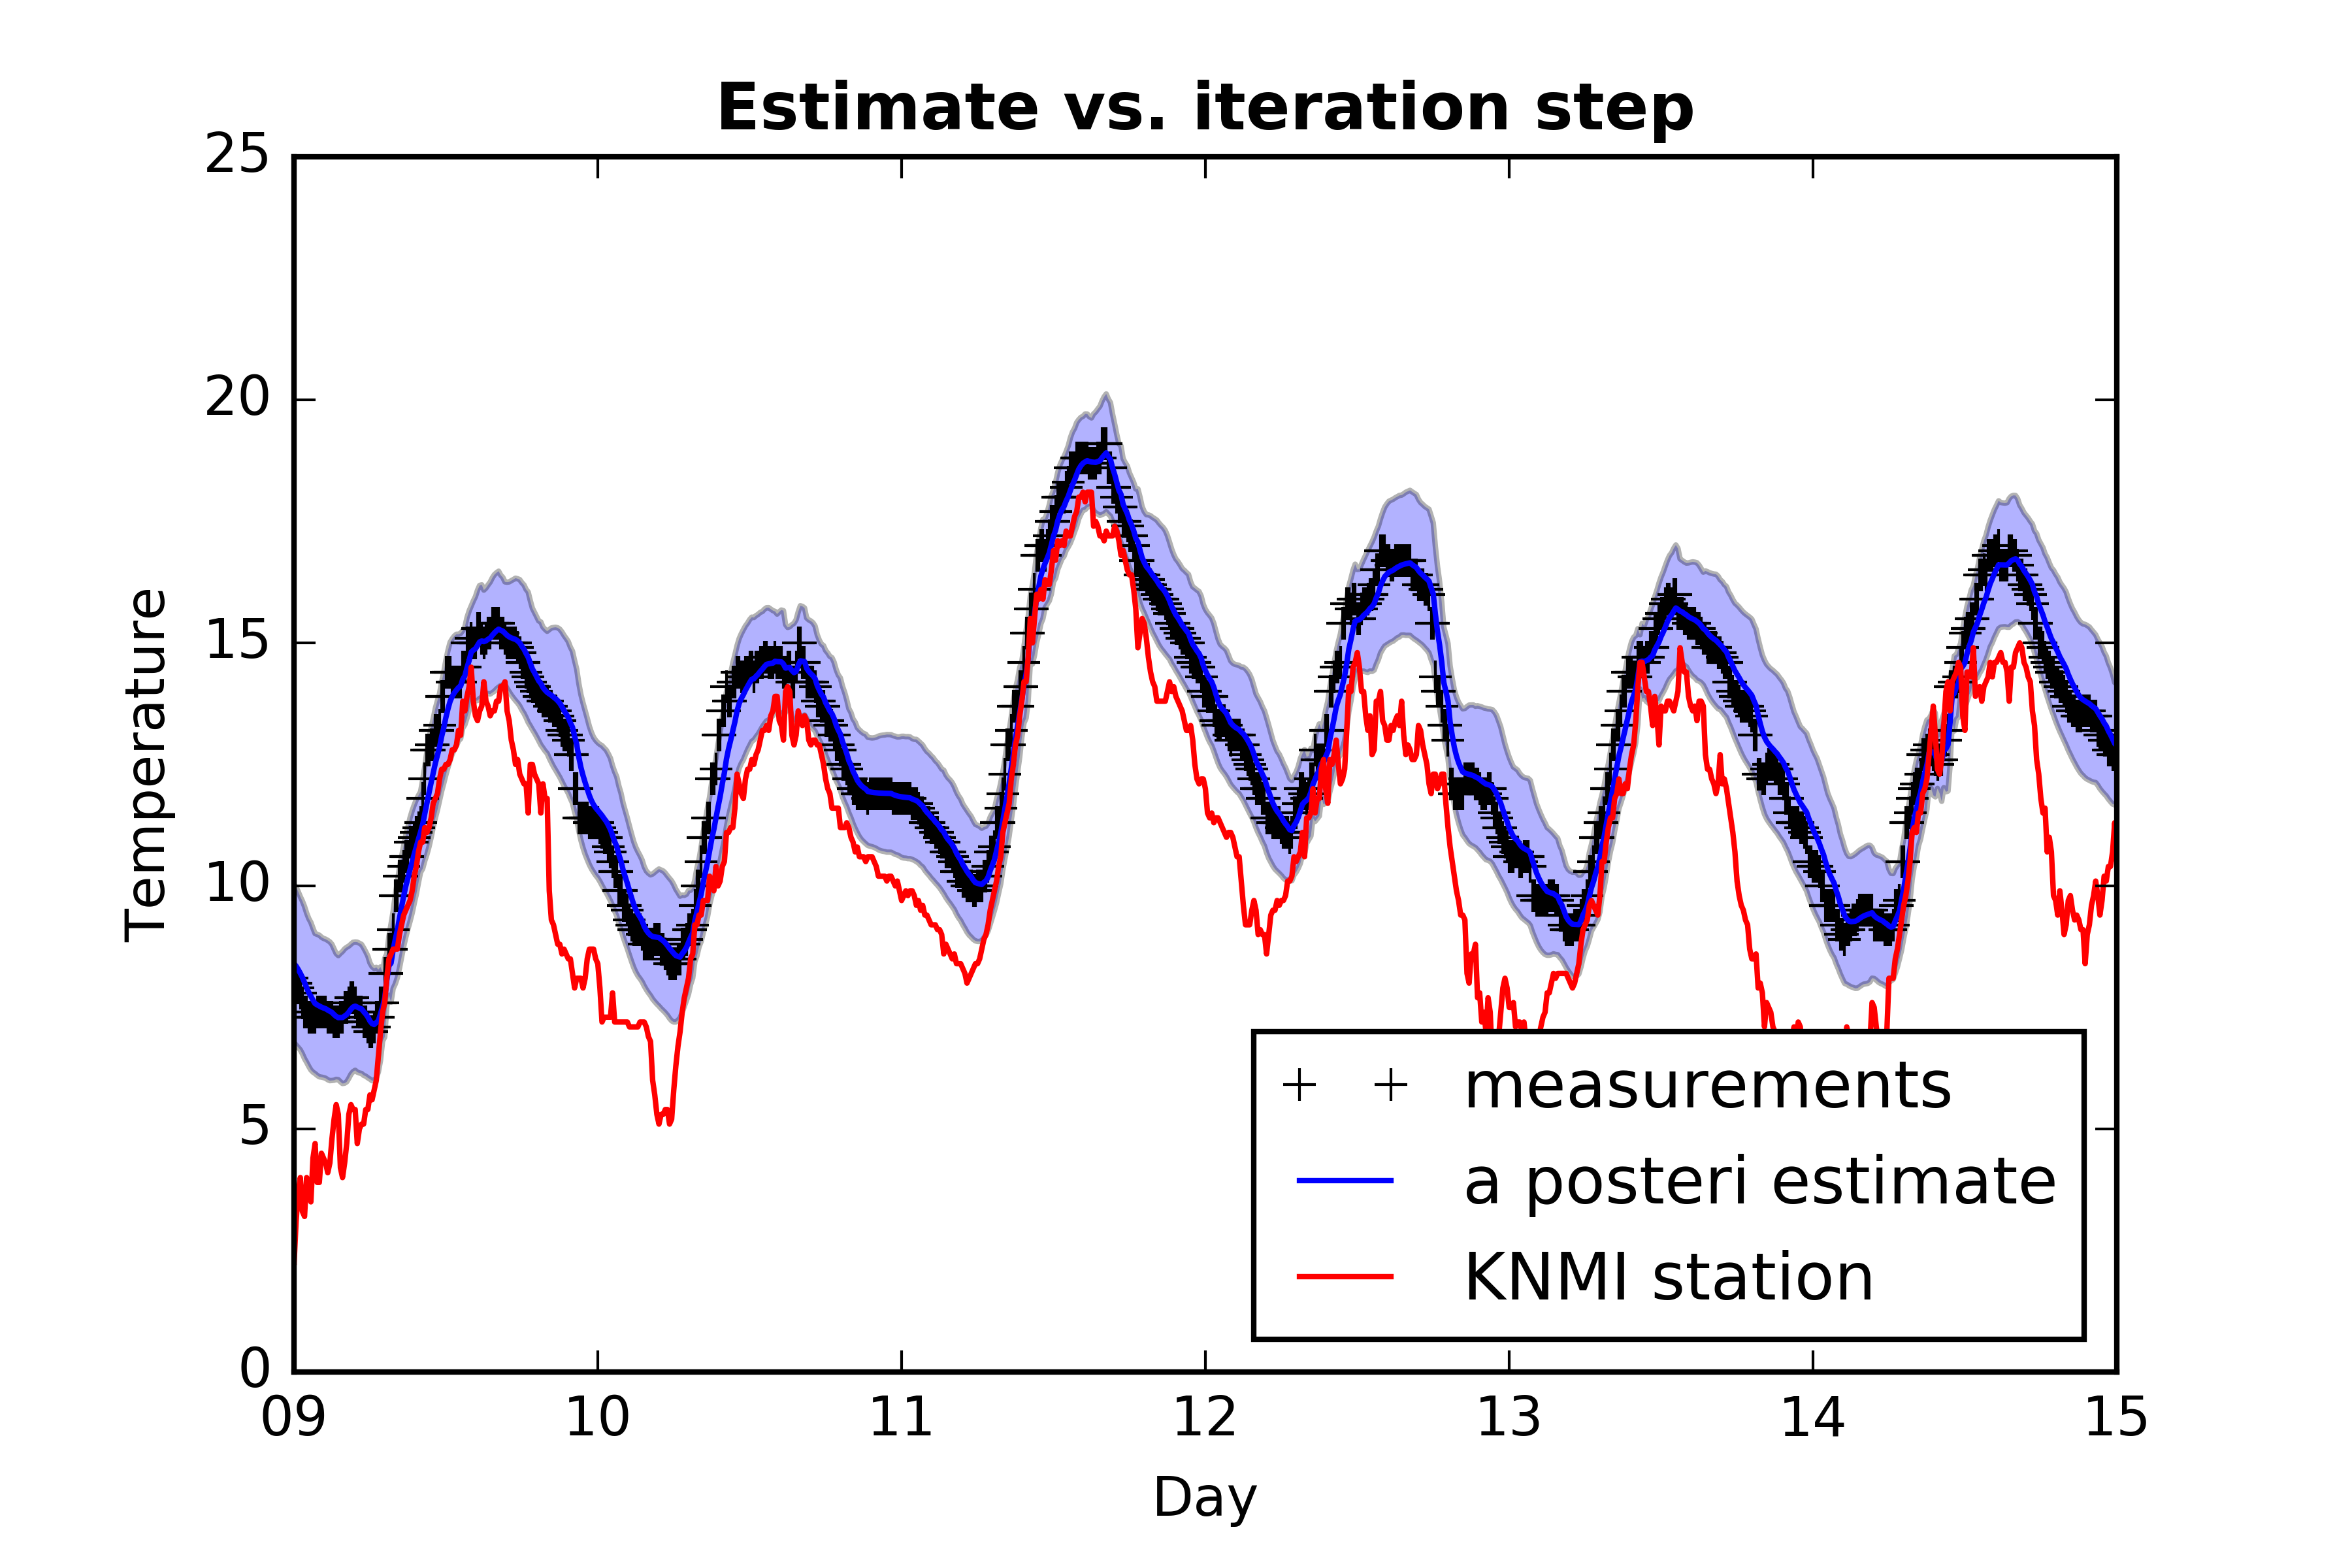 Estimate vs. iteration step
25
20
15
10
5
0
Temperature
09 10 11 12 13 14 15
Day
measurements
a posteri estimate
KNMI station